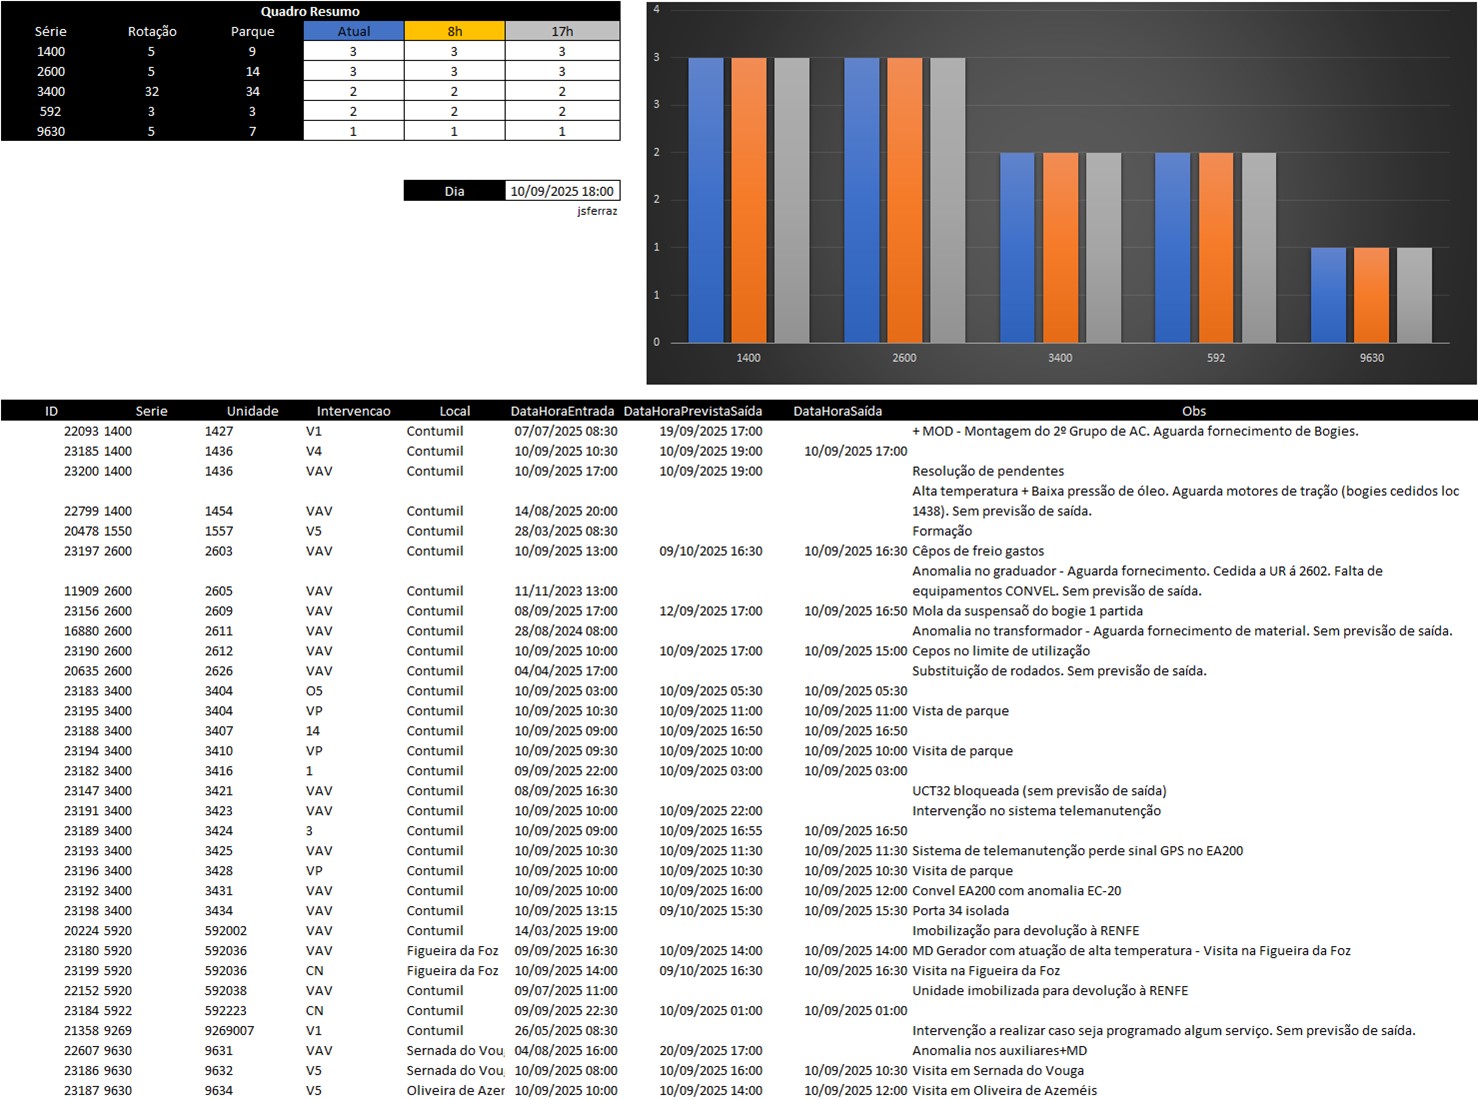 Quadro Resumo
Série Rotação Parque Atual 8h 17h
1400 5 9 3 3 3
2600 5 14 3 3 3
3400 32 34 2 2 2
592 3 3 2 2 2
9630 5 7 1 1 1
Dia 10/09/2025 18:00
jsferraz
4
3
3
2
2
1
1
0
1400 2600 3400 592 9630
ID Serie Unidade Intervencao Local DataHoraEntrada DataHoraPrevistaSaída DataHoraSaída Obs
22093 1400 1427 V1 Contumil 07/07/2025 08:30 19/09/2025 17:00 + MOD - Montagem do 2º Grupo de AC. Aguarda fornecimento de Bogies.
23185 1400 1436 V4 Contumil 10/09/2025 10:30 10/09/2025 19:00 10/09/2025 17:00
23200 1400 1436 VAV Contumil 10/09/2025 17:00 10/09/2025 19:00 Resolução de pendentes
Alta temperatura + Baixa pressão de óleo. Aguarda motores de tração (bogies cedidos loc
22799 1400 1454 VAV Contumil 14/08/2025 20:00 1438). Sem previsão de saída.
20478 1550 1557 V5 Contumil 28/03/2025 08:30 Formação
23197 2600 2603 VAV Contumil 10/09/2025 13:00 09/10/2025 16:30 10/09/2025 16:30 Cêpos de freio gastos
Anomalia no graduador - Aguarda fornecimento. Cedida a UR á 2602. Falta de
11909 2600 2605 VAV Contumil 11/11/2023 13:00 equipamentos CONVEL. Sem previsão de saída.
23156 2600 2609 VAV Contumil 08/09/2025 17:00 12/09/2025 17:00 10/09/2025 16:50 Mola da suspensaõ do bogie 1 partida
16880 2600 2611 VAV Contumil 28/08/2024 08:00 Anomalia no transformador - Aguarda fornecimento de material. Sem previsão de saída.
23190 2600 2612 VAV Contumil 10/09/2025 10:00 10/09/2025 17:00 10/09/2025 15:00 Cepos no limite de utilização
20635 2600 2626 VAV Contumil 04/04/2025 17:00 Substituição de rodados. Sem previsão de saída.
23183 3400 3404 O5 Contumil 10/09/2025 03:00 10/09/2025 05:30 10/09/2025 05:30
23195 3400 3404 VP Contumil 10/09/2025 10:30 10/09/2025 11:00 10/09/2025 11:00 Vista de parque
23188 3400 3407 14 Contumil 10/09/2025 09:00 10/09/2025 16:50 10/09/2025 16:50
23194 3400 3410 VP Contumil 10/09/2025 09:30 10/09/2025 10:00 10/09/2025 10:00 Visita de parque
23182 3400 3416 1 Contumil 09/09/2025 22:00 10/09/2025 03:00 10/09/2025 03:00
23147 3400 3421 VAV Contumil 08/09/2025 16:30 UCT32 bloqueada (sem previsão de saída)
23191 3400 3423 VAV Contumil 10/09/2025 10:00 10/09/2025 22:00 Intervenção no sistema telemanutenção
23189 3400 3424 3 Contumil 10/09/2025 09:00 10/09/2025 16:55 10/09/2025 16:50
23193 3400 3425 VAV Contumil 10/09/2025 10:30 10/09/2025 11:30 10/09/2025 11:30 Sistema de telemanutenção perde sinal GPS no EA200
23196 3400 3428 VP Contumil 10/09/2025 10:00 10/09/2025 10:30 10/09/2025 10:30 Visita de parque
23192 3400 3431 VAV Contumil 10/09/2025 10:00 10/09/2025 16:00 10/09/2025 12:00 Convel EA200 com anomalia EC-20
23198 3400 3434 VAV Contumil 10/09/2025 13:15 09/10/2025 15:30 10/09/2025 15:30 Porta 34 isolada
20224 5920 592002 VAV Contumil 14/03/2025 19:00 Imobilização para devolução à RENFE
23180 5920 592036 VAV Figueira da Foz 09/09/2025 16:30 10/09/2025 14:00 10/09/2025 14:00 MD Gerador com atuação de alta temperatura - Visita na Figueira da Foz
23199 5920 592036 CN Figueira da Foz 10/09/2025 14:00 09/10/2025 16:30 10/09/2025 16:30 Visita na Figueira da Foz
22152 5920 592038 VAV Contumil 09/07/2025 11:00 Unidade imobilizada para devolução à RENFE
23184 5922 592223 CN Contumil 09/09/2025 22:30 10/09/2025 01:00 10/09/2025 01:00
21358 9269 9269007 V1 Contumil 26/05/2025 08:30 Intervenção a realizar caso seja programado algum serviço. Sem previsão de saída.
22607 9630 9631 VAV Sernada do Voug 04/08/2025 16:00 20/09/2025 17:00 Anomalia nos auxiliares+MD
23186 9630 9632 V5 Sernada do Voug 10/09/2025 08:00 10/09/2025 16:00 10/09/2025 10:30 Visita em Sernada do Vouga
23187 9630 9634 V5 Oliveira de Azer 10/09/2025 10:00 10/09/2025 14:00 10/09/2025 12:00 Visita em Oliveira de Azeméis